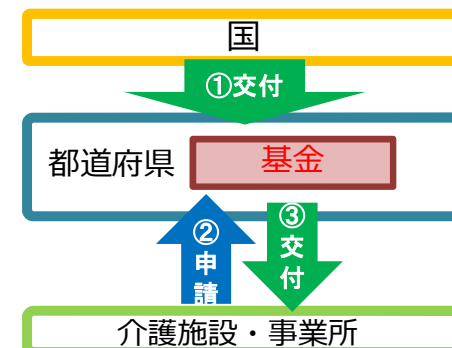 国
①交付
都道府県
基金
②申請
③交付
介護施設・事業所